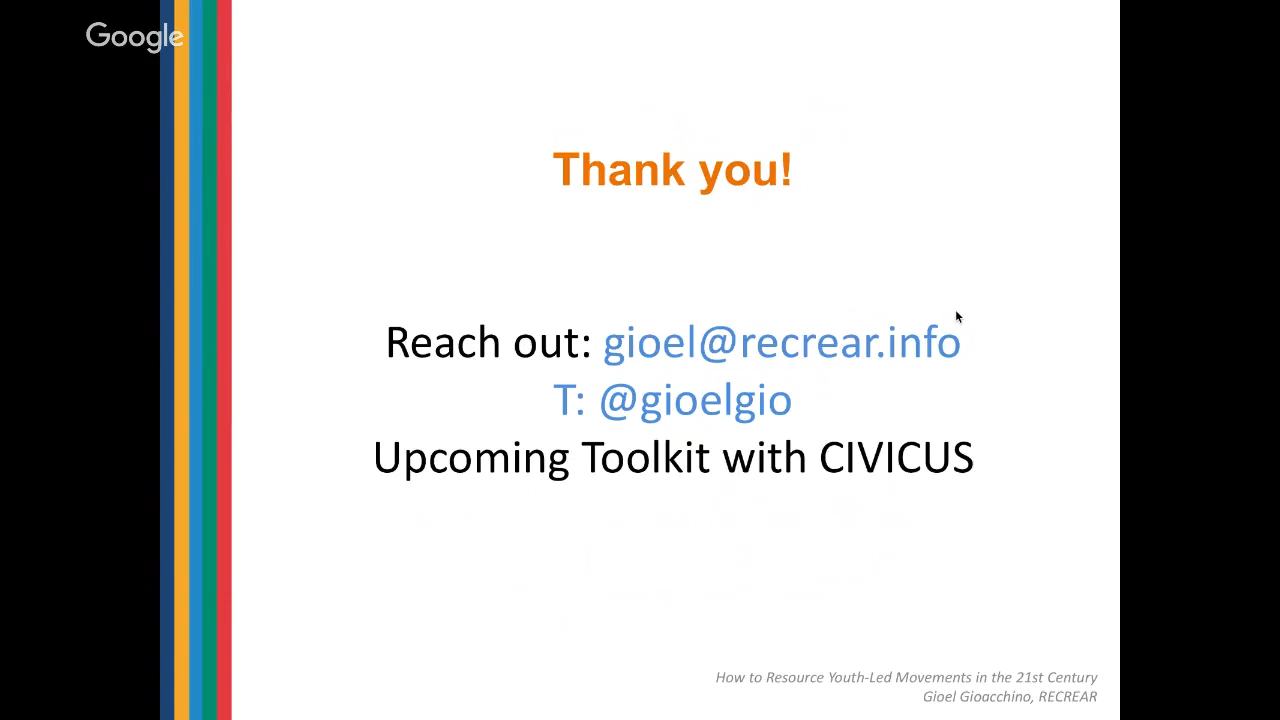 Google
Thank you!
Reach out: gioel@recrear.info
T: @gioelgio
Upcoming Toolkit with CIVICUS
How to Resource Youth-Led Movements in the 21st Century
Gioel Gioacchino, RECREAR